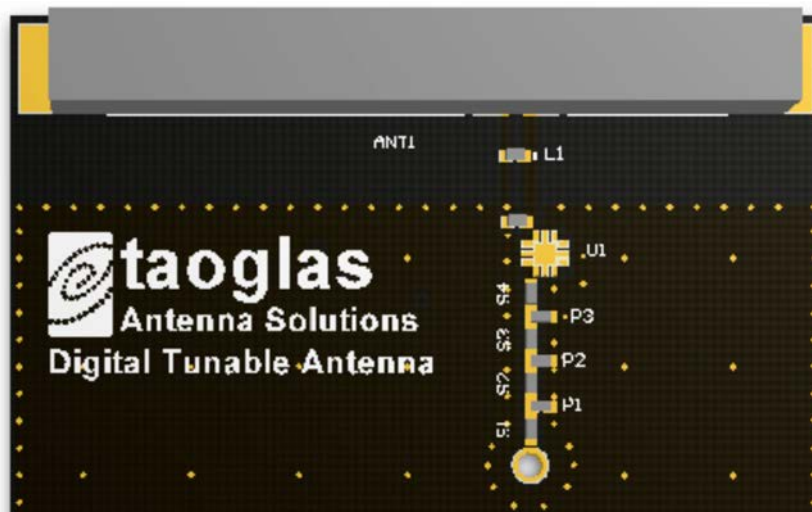 ANT1
L1
taoglas
Antenna Solutions
Digital Tunable Antenna
U1
S4
P3
S3
P2
S2
P1
S1